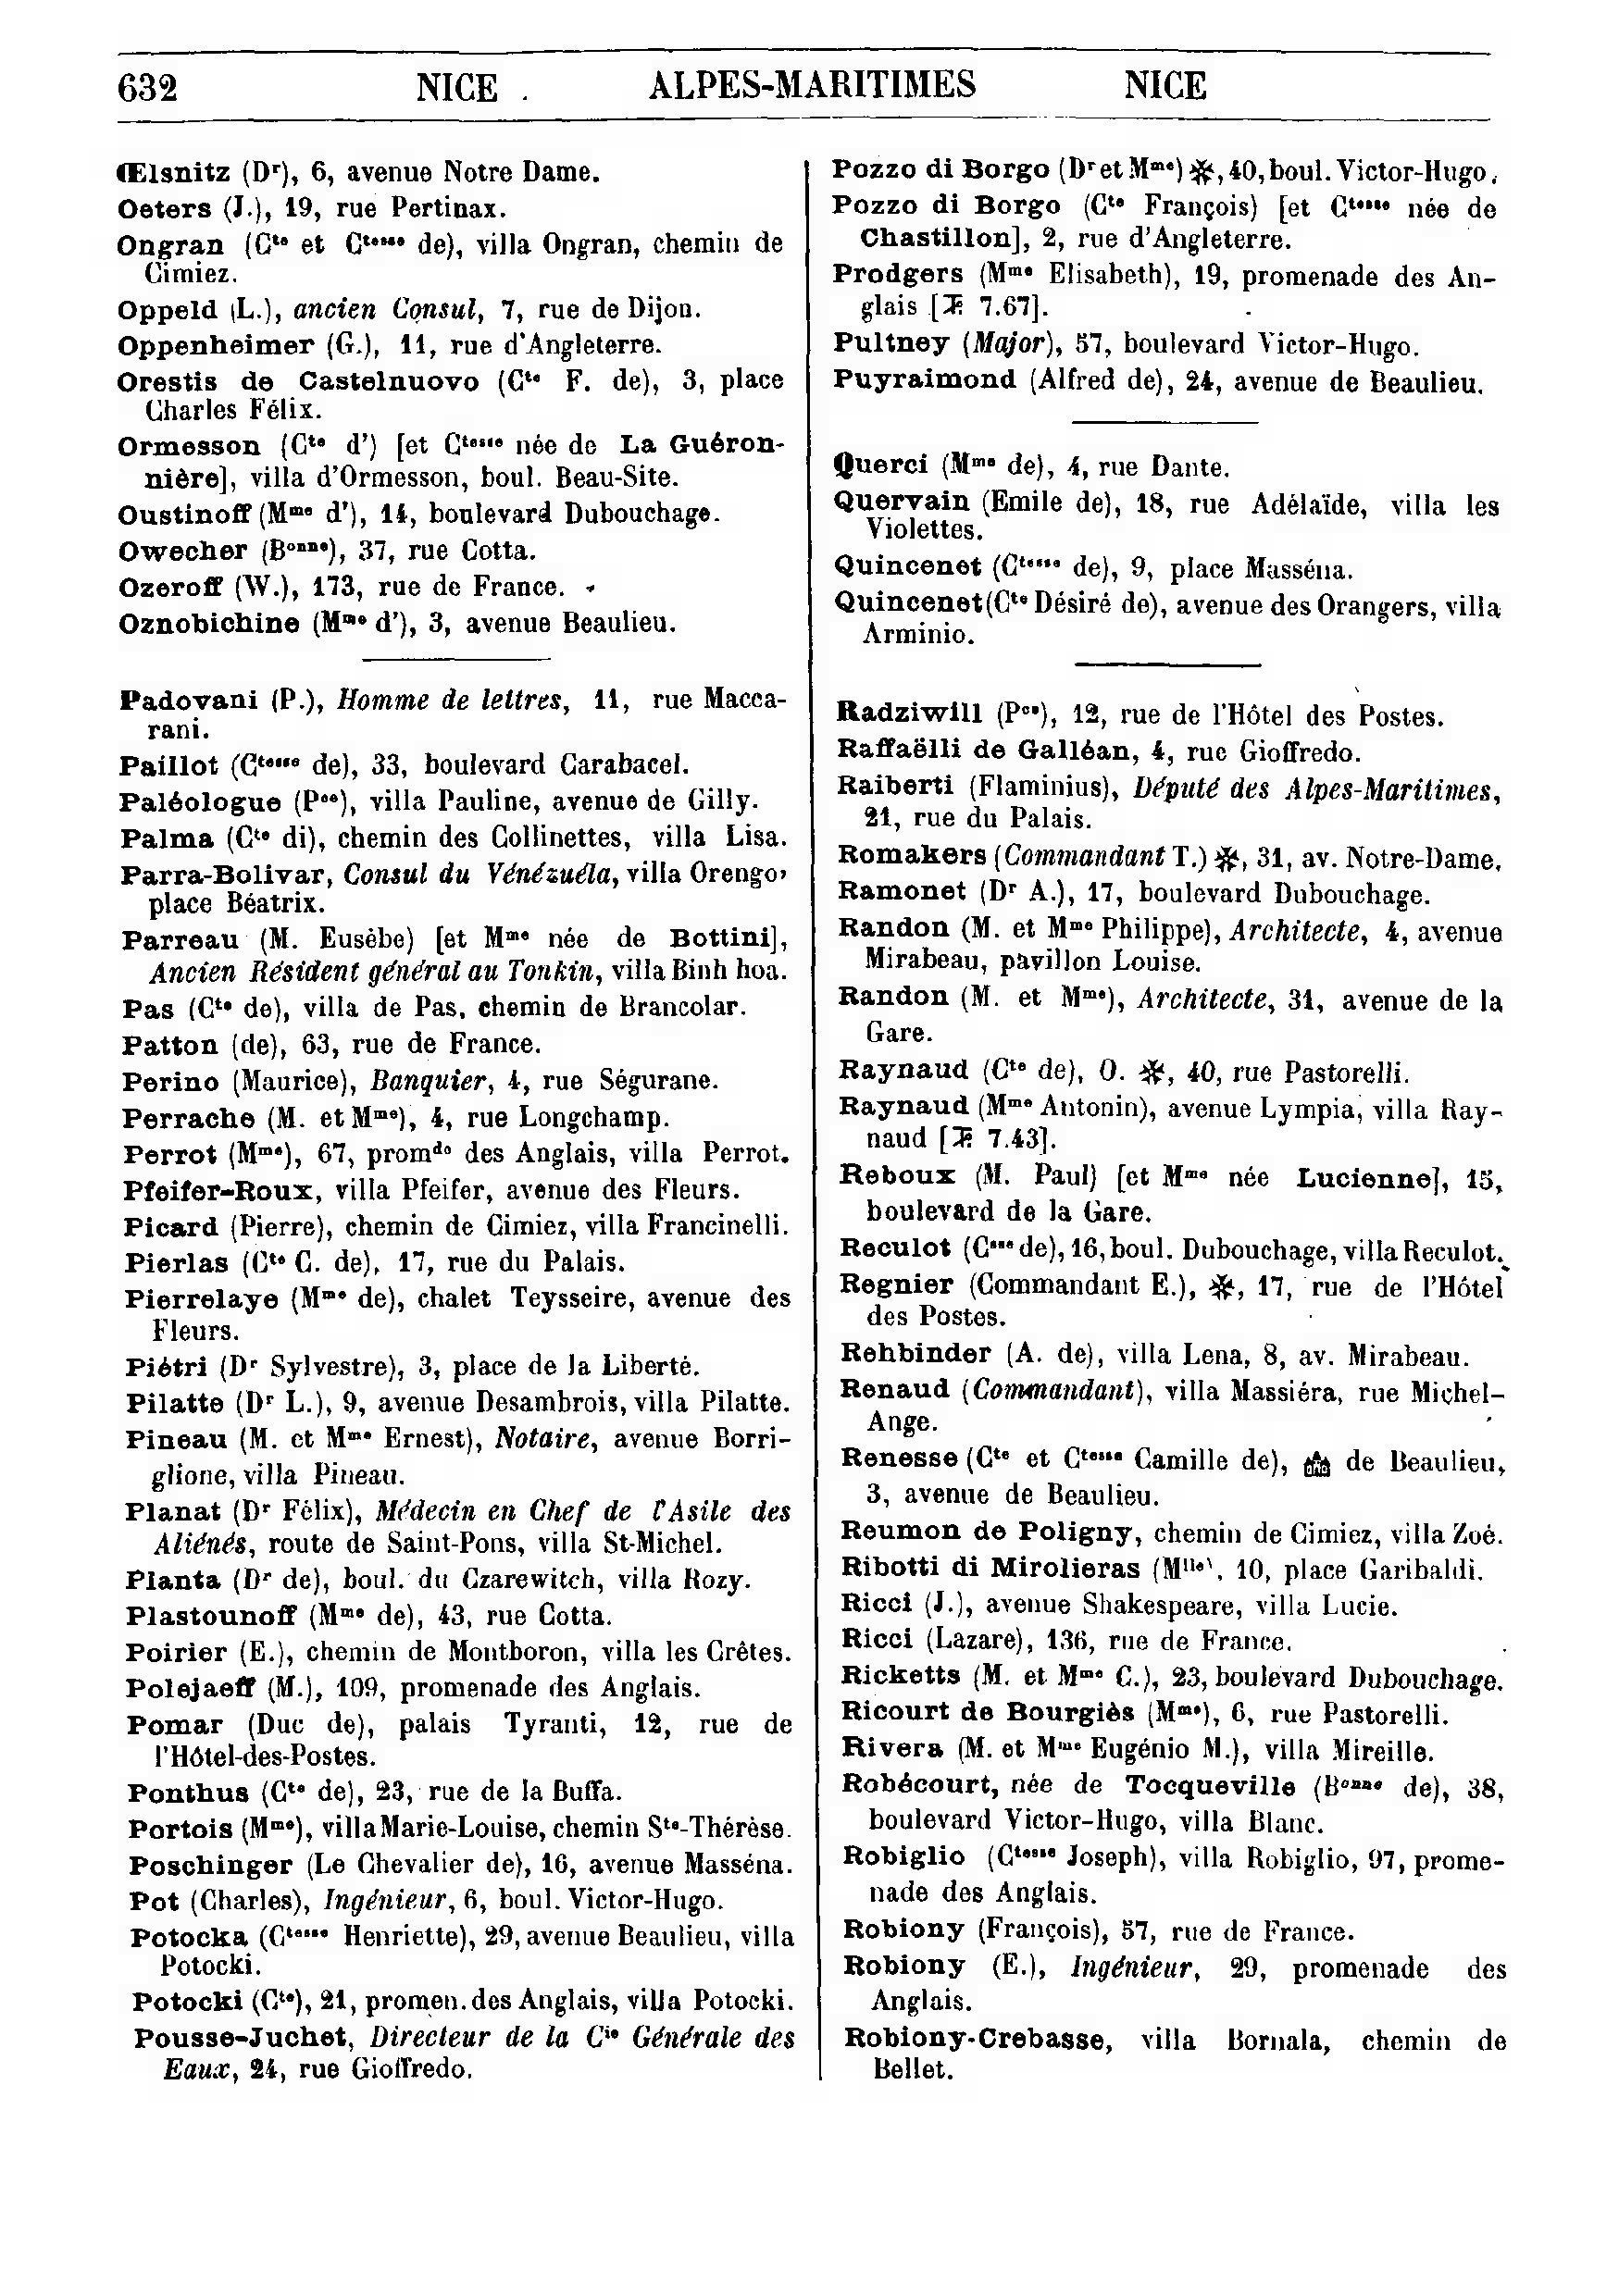 632 NICE . ALPES-MARITIMES NICE
Œlsnitz (Dr), 6, avenue Notre Dame.
Oeters (J.), 19, rue Pertinax.
Ongran (Cte et Ctesse de), villa Ongran, chemin de
Cimiez.
Oppeld (L.), ancien Consul, 7, rue de Dijon.
Oppenheimer (G.), 11, rue d'Angleterre.
Orestis de Castelnuovo (Cte F. de), 3, place
Charles Félix.
Ormesson (Cte d') [et Ctesse née de La Guéron-
nière], villa d'Ormesson, boul. Beau-Site.
Oustinoff (Mme d'), 14, boulevard Dubouchage.
Owecher (Bonne), 37, rue Cotta.
Ozeroff (W.), 173, rue de France.
Oznobichine (Mme d'), 3, avenue Beaulieu.
Padovani (P.), Homme de lettres, 11, rue Macca-
rani.
Paillot (Ctesse de), 33, boulevard Carabacel.
Paléologue (Pce), villa Pauline, avenue de Gilly.
Palma (Cte di), chemin des Collinettes, villa Lisa.
Parra-Bolivar, Consul du Vénézuéla, villa Orengo,
place Béatrix.
Parreau (M. Eusèbe) [et Mme née de Bottini],
Ancien Résident général au Tonkin, villa Binh hoa.
Pas (Cte de), villa de Pas, chemin de Brancolar.
Patton (de), 63, rue de France.
Perino (Maurice), Banquier, 4, rue Ségurane.
Perrache (M. et Mme), 4, rue Longchamp.
Perrot (Mme), 67, promde des Anglais, villa Perrot.
Pfeifer-Roux, villa Pfeifer, avenue des Fleurs.
Picard (Pierre), chemin de Cimiez, villa Francinelli.
Pierlas (Cte C. de), 17, rue du Palais.
Pierrelaye (Mme de), chalet Teysseire, avenue des
Fleurs.
Piétri (Dr Sylvestre), 3, place de la Liberté.
Pilatte (Dr L.), 9, avenue Desambrois, villa Pilatte.
Pineau (M. et Mme Ernest), Notaire, avenue Borri-
glione, villa Pineau.
Planat (Dr Félix), Médecin en Chef de l'Asile des
Aliénés, route de Saint-Pons, villa St-Michel.
Planta (Dr de), boul. du Czarewitch, villa Rozy.
Plastounoff (Mme de), 43, rue Cotta.
Poirier (E.), chemin de Montboron, villa les Crêtes.
Polejaeff (M.), 109, promenade des Anglais.
Pomar (Duc de), palais Tyranti, 12, rue de
l'Hôtel-des-Postes.
Ponthus (Cte de), 23, rue de la Buffa.
Portois (Mme), villa Marie-Louise, chemin Ste-Thérèse.
Poschinger (Le Chevalier de), 16, avenue Masséna.
Pot (Charles), Ingénieur, 6, boul. Victor-Hugo.
Potocka (Ctesse Henriette), 29, avenue Beaulieu, villa
Potocki.
Potocki (Cte), 21, promen. des Anglais, villa Potocki.
Pousse-Juchet, Directeur de la Cie Générale des
Eaux, 24, rue Gioffredo.
Pozzo di Borgo (Dr et Mme) ✻, 40, boul. Victor-Hugo.
Pozzo di Borgo (Cte François) [et Ctesse née de
Chastillon], 2, rue d'Angleterre.
Prodgers (Mme Elisabeth), 19, promenade des An-
glais [Œ 7.67].
Pultney (Major), 57, boulevard Victor-Hugo.
Puyraimond (Alfred de), 24, avenue de Beaulieu.
Querci (Mme de), 4, rue Dante.
Quervain (Emile de), 18, rue Adélaïde, villa les
Violettes.
Quincenet (Ctesse de), 9, place Masséna.
Quincenet (Cte Désiré de), avenue des Orangers, villa
Arminio.
Radziwill (Pce), 12, rue de l'Hôtel des Postes.
Raffaëlli de Galléan, 4, rue Gioffredo.
Raiberti (Flaminius), Député des Alpes-Maritimes,
21, rue du Palais.
Romakers (Commandant T.) ✻, 31, av. Notre-Dame.
Ramonet (Dr A.), 17, boulevard Dubouchage.
Randon (M. et Mme Philippe), Architecte, 4, avenue
Mirabeau, pavillon Louise.
Randon (M. et Mme), Architecte, 31, avenue de la
Gare.
Raynaud (Cte de), O. ✻, 40, rue Pastorelli.
Raynaud (Mme Antonin), avenue Lympia, villa Ray-
naud [Œ 7.43].
Reboux (M. Paul) [et Mme née Lucienne], 15,
boulevard de la Gare.
Reculot (Csse de), 16, boul. Dubouchage, villa Reculot.
Regnier (Commandant E.), ✻, 17, rue de l'Hôtel
des Postes.
Rehbinder (A. de), villa Lena, 8, av. Mirabeau.
Renaud (Commandant), villa Massiéra, rue Michel-
Ange.
Renesse (Cte et Ctesse Camille de), 🏰 de Beaulieu,
3, avenue de Beaulieu.
Reumon de Poligny, chemin de Cimiez, villa Zoé.
Ribotti di Mirolieras (Mlle), 10, place Garibaldi.
Ricci (J.), avenue Shakespeare, villa Lucie.
Ricci (Lazare), 136, rue de France.
Ricketts (M. et Mme C.), 23, boulevard Dubouchage.
Ricourt de Bourgiès (Mme), 6, rue Pastorelli.
Rivera (M. et Mme Eugénio M.), villa Mireille.
Robécourt, née de Tocqueville (Bonne de), 38,
boulevard Victor-Hugo, villa Blanc.
Robiglio (Ctesse Joseph), villa Robiglio, 97, prome-
nade des Anglais.
Robiony (François), 57, rue de France.
Robiony (E.), Ingénieur, 29, promenade des
Anglais.
Robiony-Crebasse, villa Bornala, chemin de
Bellet.